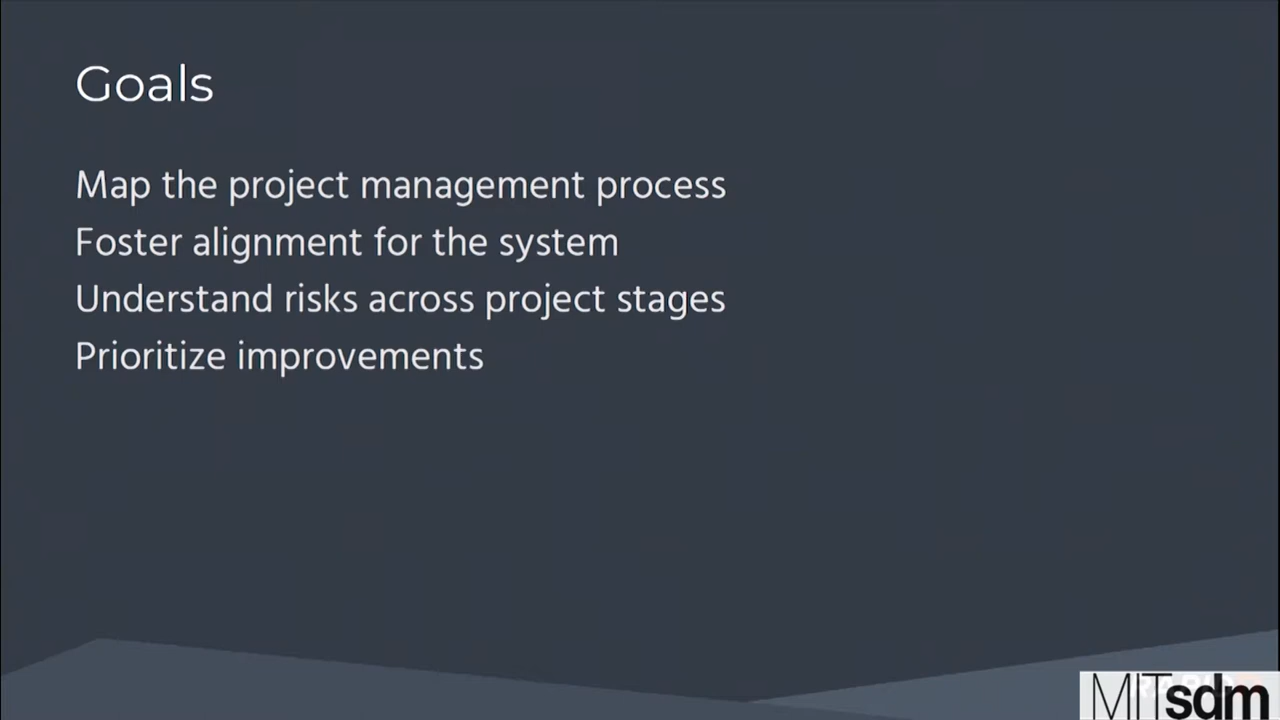 Goals
Map the project management process
Foster alignment for the system
Understand risks across project stages
Prioritize improvements
MITsdm